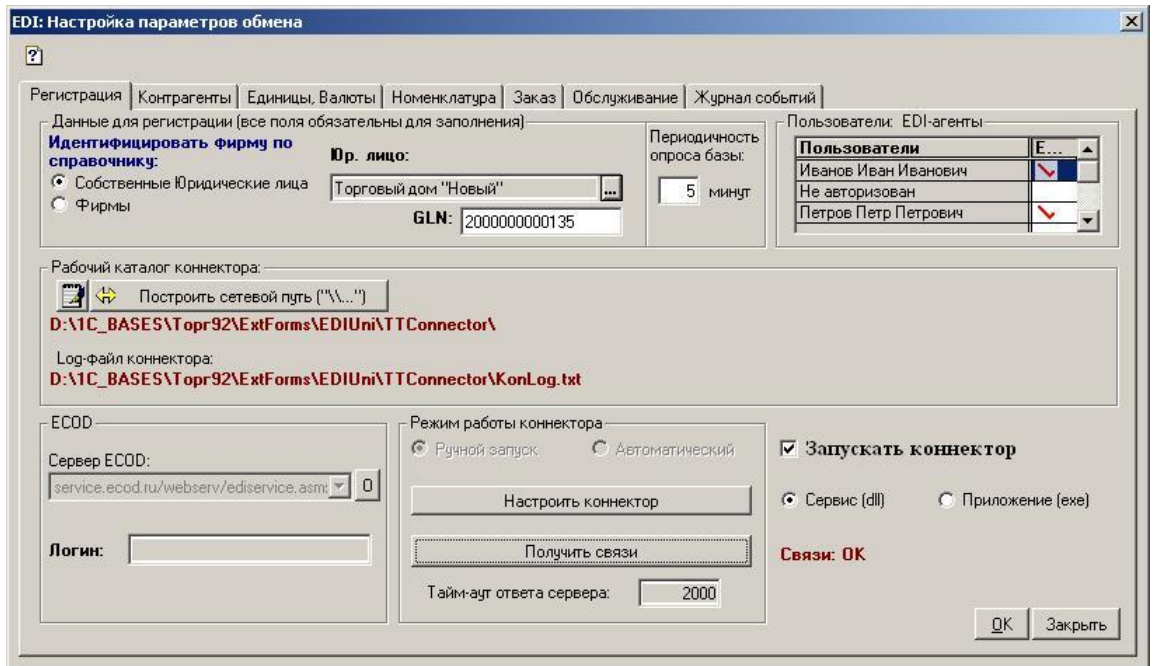 EDI: Настройка параметров обмена
Регистрация Контрагенты Единицы, Валюты Номенклатура Заказ Обслуживание Журнал событий
Данные для регистрации (все поля обязательны для заполнения)
Идентифицировать фирму по
справочнику:
Собственные Юридические лица
Фирмы
Юр. лицо:
Торговый дом "Новый"
...
GLN: 2000000000135
Периодичность
опроса базы:
5 минут
Пользователи: EDI-агенты
Пользователи E...
Иванов Иван Иванович
Не авторизован
Петров Петр Петрович
Рабочий каталог коннектора:
Построить сетевой путь ("\\...")
D:\1C_BASES\Торг92\ExtForms\EDIUni\TTConnector\
Log-файл коннектора:
D:\1C_BASES\Торг92\ExtForms\EDIUni\TTConnector\KonLog.txt
ECOD
Сервер ECOD:
service.ecod.ru/webserv/ediservice.asm
0
Логин:
Режим работы коннектора
Ручной запуск Автоматический
Настроить коннектор
Получить связи
Тайм-аут ответа сервера: 2000
Запускать коннектор
Сервис (dll) Приложение (exe)
Связи: OK
OK Закрыть